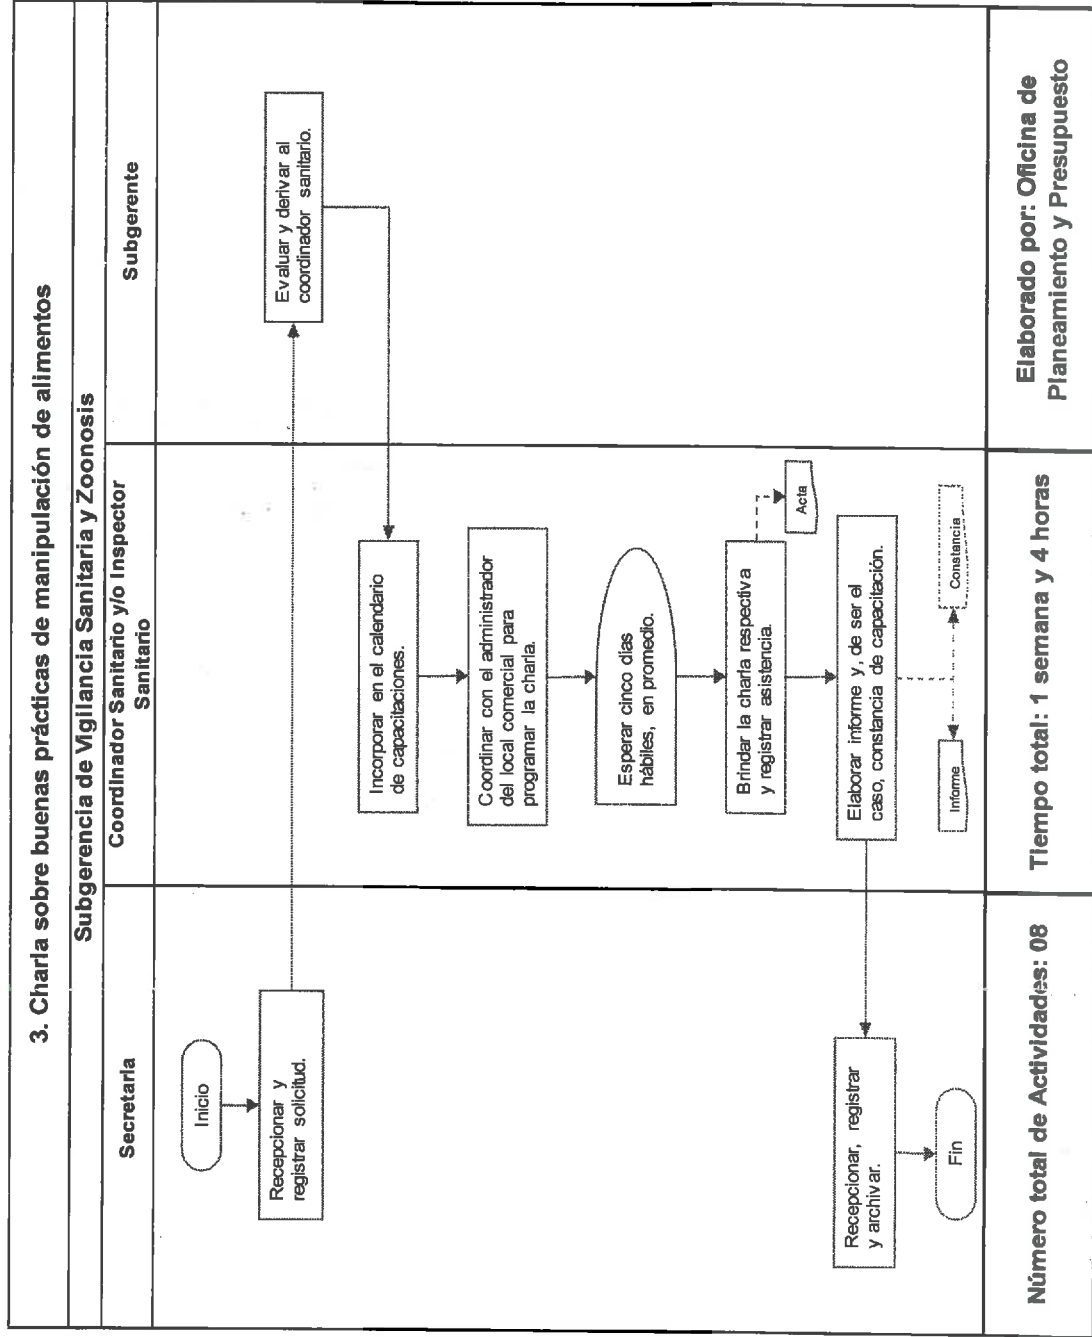 3. Charla sobre buenas prácticas de manipulación de alimentos
Subgerencia de Vigilancia Sanitaria y Zoonosis
Secretaria
Coordinador Sanitario y/o Inspector
Sanitario
Subgerente
Inicio
Recepcionar y
registrar solicitud.
Evaluar y derivar al
coordinador sanitario.
Incorporar en el calendario
de capacitaciones.
Coordinar con el administrador
del local comercial para
programar la charla.
Esperar cinco días
hábiles, en promedio.
Brindar la charla respectiva
y registrar asistencia.
Acta
Elaborar informe y, de ser el
caso, constancia de capacitación.
Informe
Constancia
Recepcionar, registrar
y archivar.
Fin
Número total de Actividades: 08
Tiempo total: 1 semana y 4 horas
Elaborado por: Oficina de
Planeamiento y Presupuesto